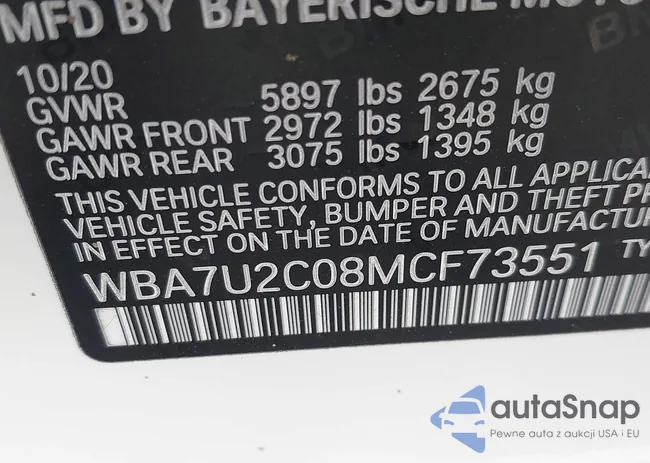 MFD BY BAYERISCHE MOTO
10/20
GVWR 5897 lbs 2675 kg
GAWR FRONT 2972 lbs 1348 kg
GAWR REAR 3075 lbs 1395 kg
THIS VEHICLE CONFORMS TO ALL APPLICA
VEHICLE SAFETY, BUMPER AND THEFT P
IN EFFECT ON THE DATE OF MANUFACTUR
WBA7U2C08MCF73551 TY
autaSnap
Pewne auta z aukcji USA i EU